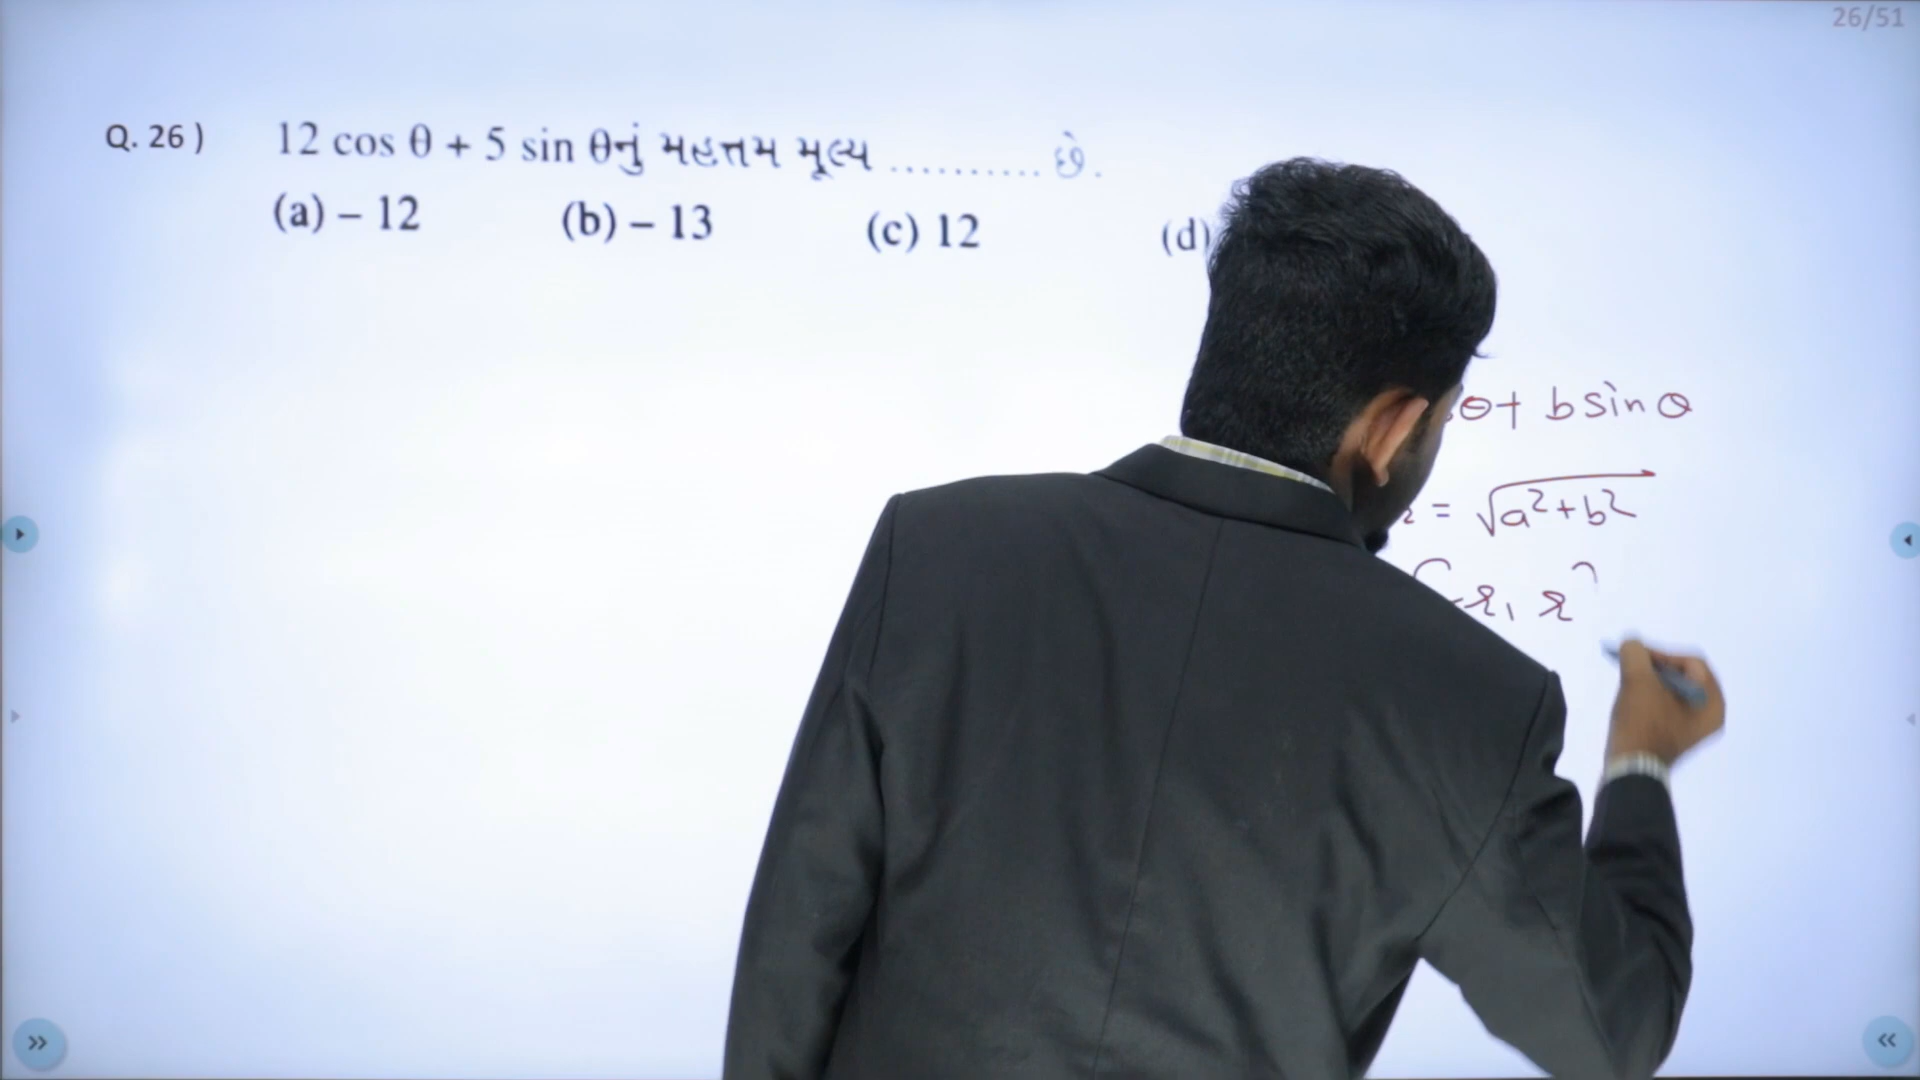 26/51
Q. 26 ) 12 cos θ + 5 sin θનું મહત્તમ મૂલ્ય .......... છે.
(a) – 12 (b) – 13 (c) 12 (d)
θ + b sin θ
= √a²+b²
r, r